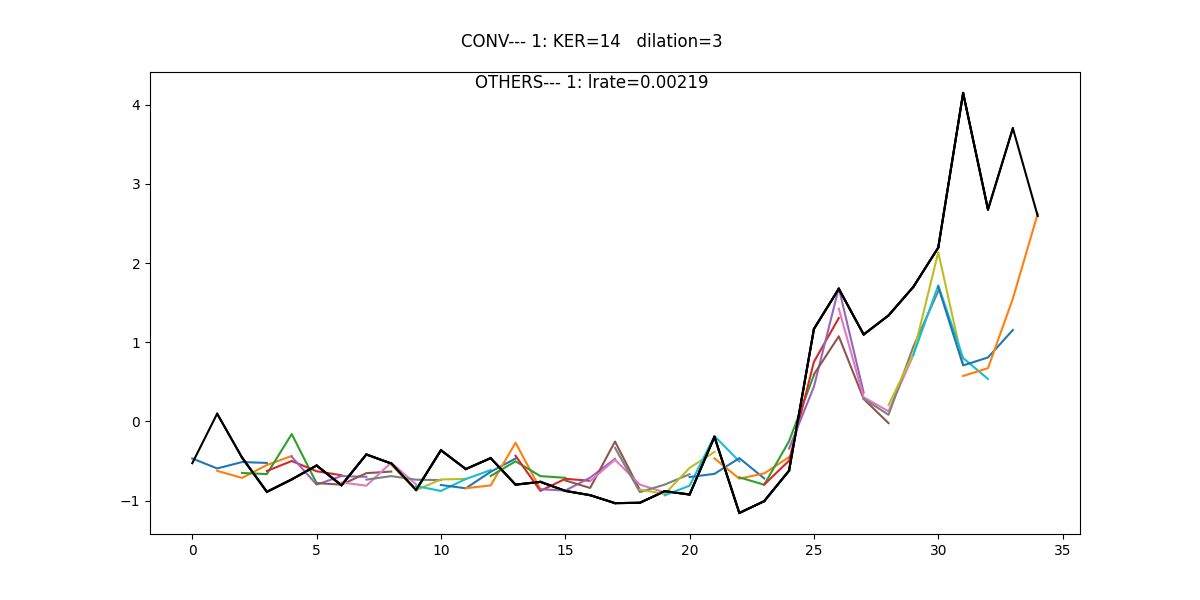 CONV--- 1: KER=14   dilation=3
OTHERS--- 1: lrate=0.00219
4
3
2
1
0
−1
0 5 10 15 20 25 30 35